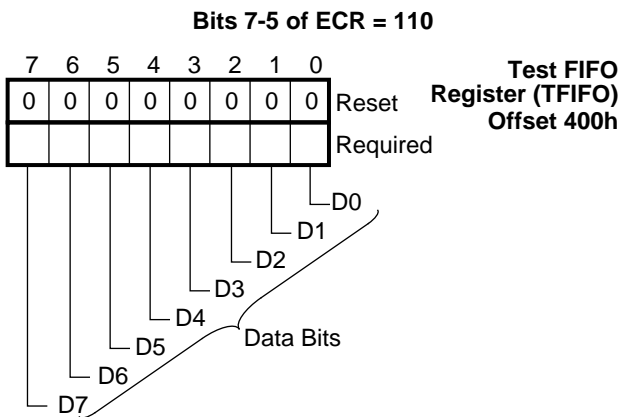 Bits 7-5 of ECR = 110
7 6 5 4 3 2 1 0
Test FIFO
Register (TFIFO)
Offset 400h
0 0 0 0 0 0 0 0 Reset
Required
D0
D1
D2
D3
D4
D5
D6
D7
Data Bits